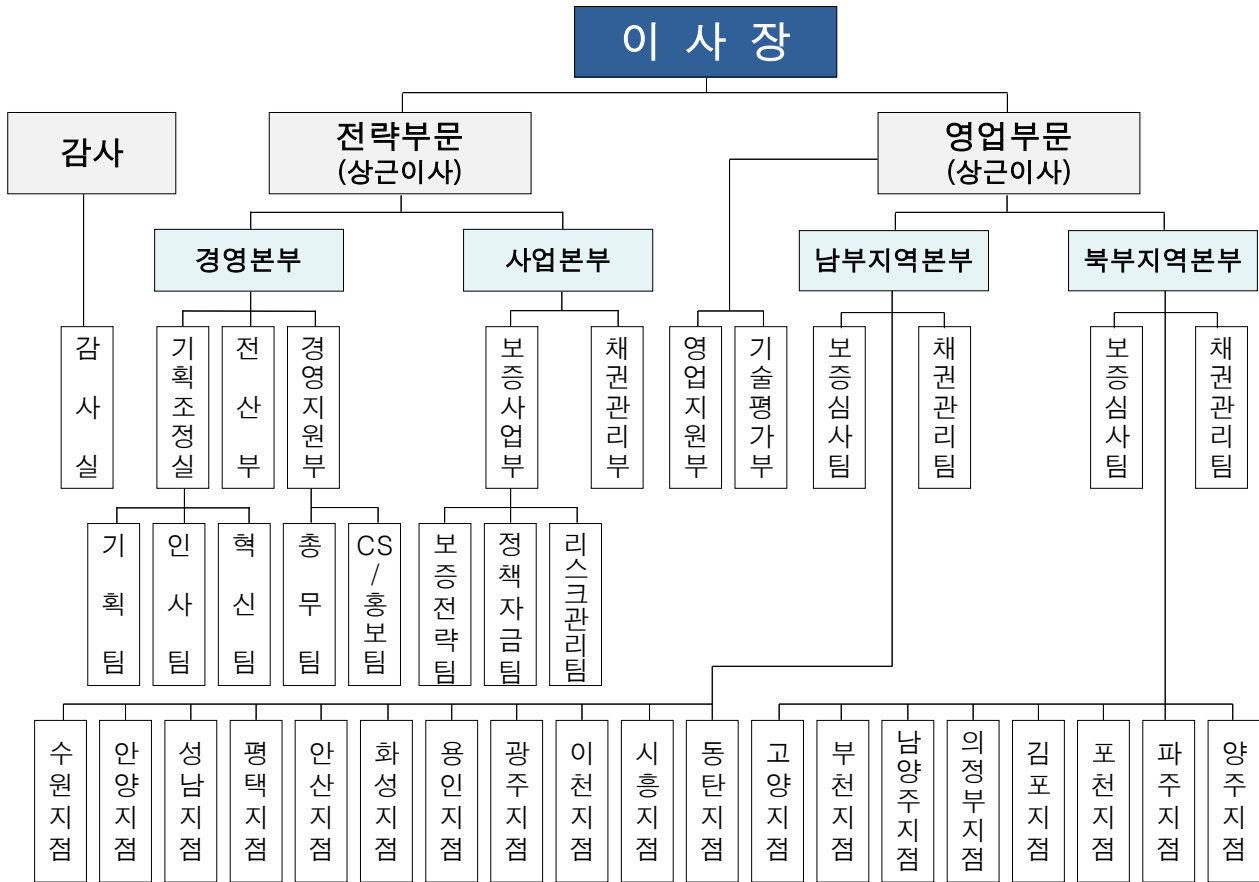 이 사 장
감사
전략부문
(상근이사)
영업부문
(상근이사)
경영본부
사업본부
남부지역본부
북부지역본부
감사실
기획조정실
전산부
경영지원부
보증사업부
채권관리부
영업지원부
기술평가부
보증심사팀
채권관리팀
보증심사팀
채권관리팀
기획팀
인사팀
혁신팀
총무팀
CS/홍보팀
보증전략팀
정책자금팀
리스크관리팀
수원지점
안양지점
성남지점
평택지점
안산지점
화성지점
용인지점
광주지점
이천지점
시흥지점
동탄지점
고양지점
부천지점
남양주지점
의정부지점
김포지점
포천지점
파주지점
양주지점